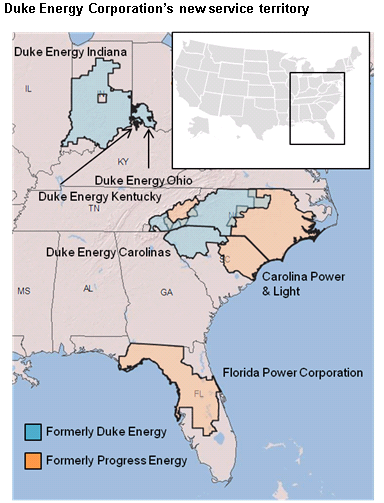 Duke Energy Corporation's new service territory
Duke Energy Indiana
IL
KY
Duke Energy Ohio
Duke Energy Kentucky
TN
Duke Energy Carolinas
SC
Carolina Power
& Light
MS
AL
GA
Florida Power Corporation
FL
Formerly Duke Energy
Formerly Progress Energy